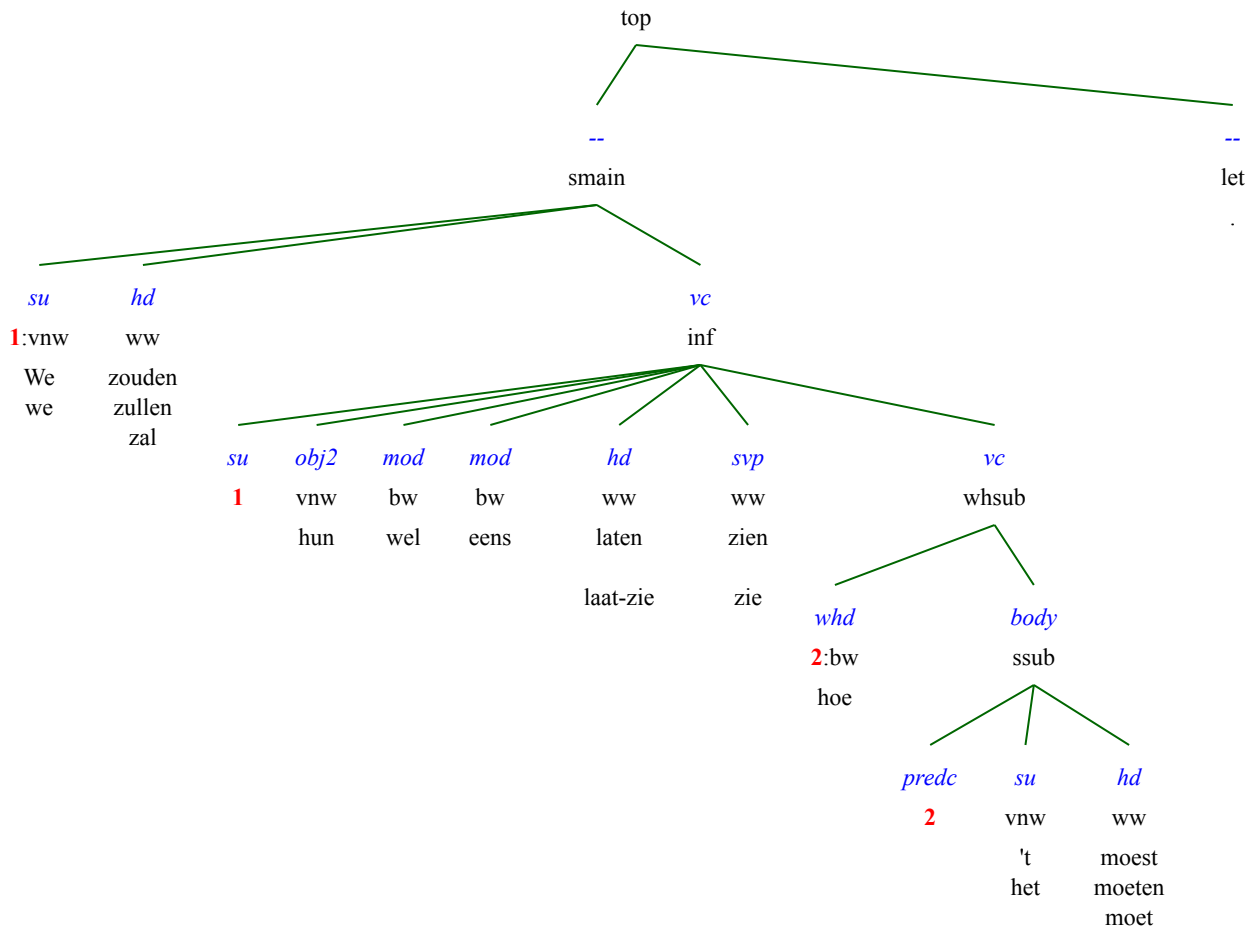 top
-- --
smain let
.
su hd vc
1:vnw ww inf
We zouden
we zullen
zal
su obj2 mod mod hd svp vc
1 vnw bw bw ww ww whsub
hun wel eens laten zien
laat-zie zie
whd body
2:bw ssub
hoe
predc su hd
2 vnw ww
't moest
het moeten
moet